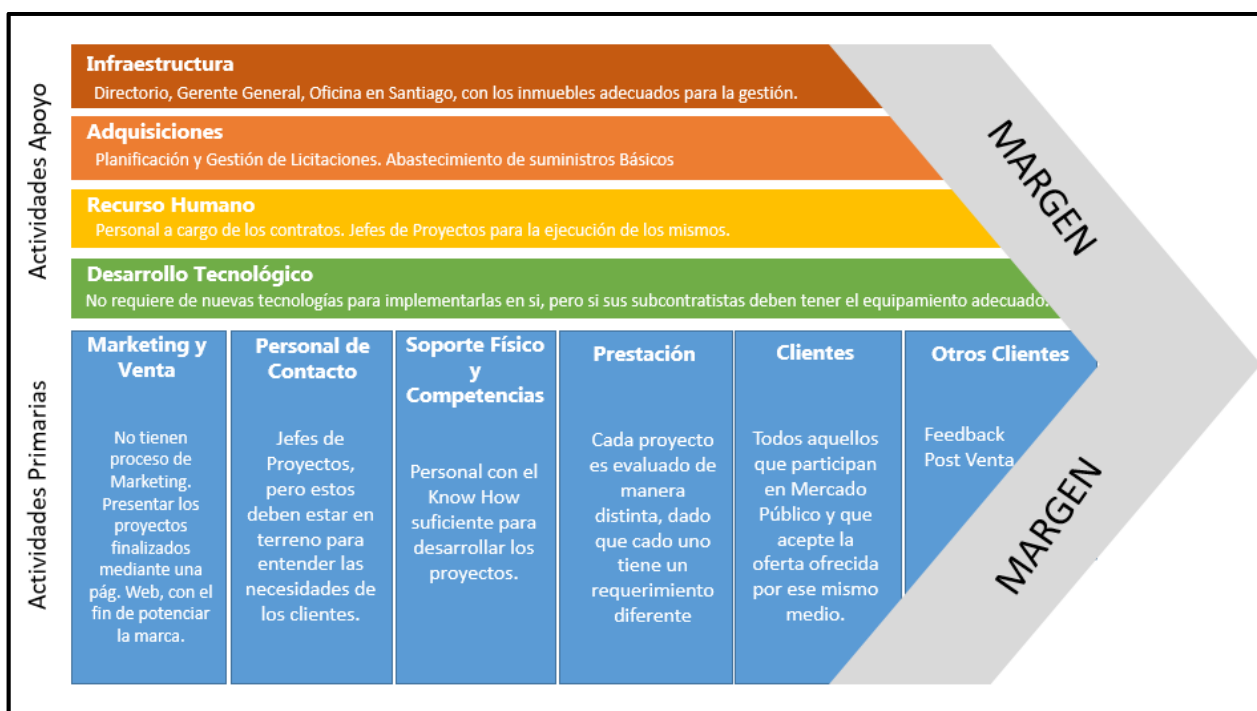 Actividades Apoyo
Infraestructura
Directorio, Gerente General, Oficina en Santiago, con los inmuebles adecuados para la gestión.
Adquisiciones
Planificación y Gestión de Licitaciones. Abastecimiento de suministros Básicos
Recurso Humano
Personal a cargo de los contratos. Jefes de Proyectos para la ejecución de los mismos.
Desarrollo Tecnológico
No requiere de nuevas tecnologías para implementarlas en si, pero si sus subcontratistas deben tener el equipamiento adecuado.
MARGEN
Actividades Primarias
Marketing y
Venta
No tienen
proceso de
Marketing.
Presentar los
proyectos
finalizados
mediante una
pág. Web, con el
fin de potenciar
la marca.
Personal de
Contacto
Jefes de
Proyectos,
pero estos
deben estar en
terreno para
entender las
necesidades de
los clientes.
Soporte Físico
y
Competencias
Personal con el
Know How
suficiente para
desarrollar los
proyectos.
Prestación
Cada proyecto
es evaluado de
manera
distinta, dado
que cado uno
tiene un
requerimiento
diferente
Clientes
Todos aquellos
que participan
en Mercado
Público y que
acepte la
oferta ofrecida
por ese mismo
medio.
Otros Clientes
Feedback
Post Venta
MARGEN